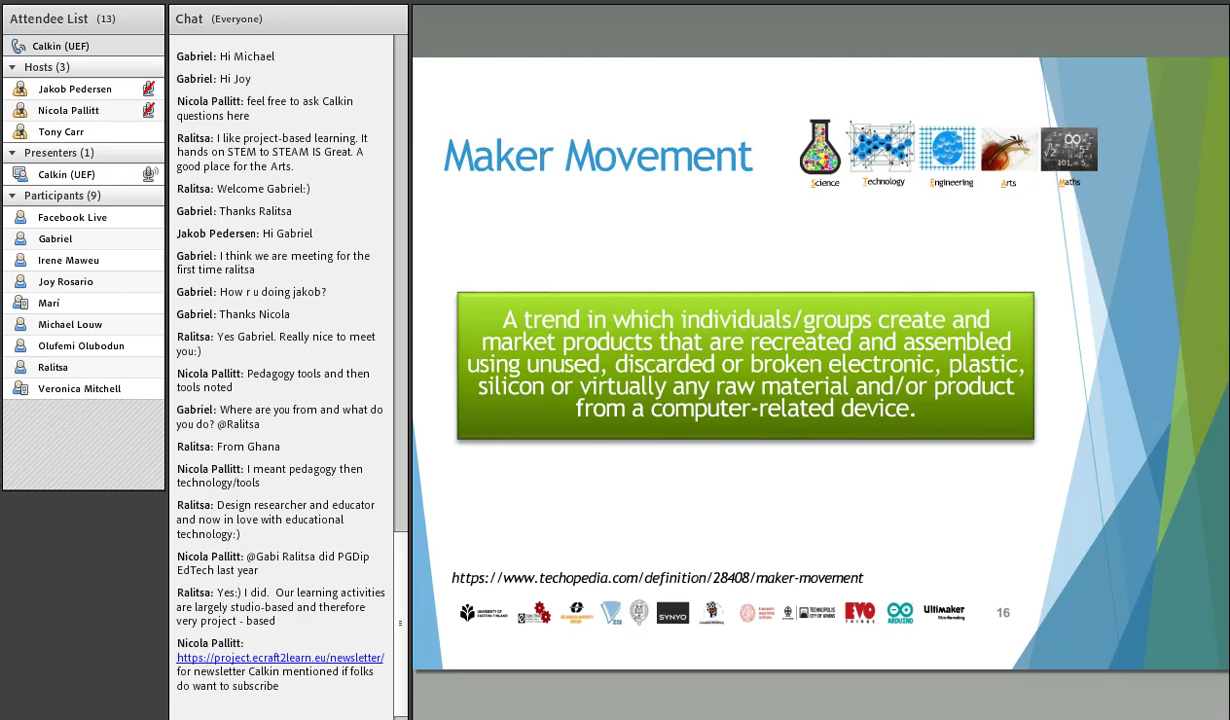 Attendee List (13)
Calkin (UEF)
Hosts (3)
Jakob Pedersen
Nicola Pallitt
Tony Carr
Presenters (1)
Calkin (UEF)
Participants (9)
Facebook Live
Gabriel
Irene Maweu
Joy Rosario
Marí
Michael Louw
Olufemi Olubodun
Ralitsa
Veronica Mitchell
Chat (Everyone)
Gabriel: Hi Michael
Gabriel: Hi Joy
Nicola Pallitt: feel free to ask Calkin
questions here
Ralitsa: I like project-based learning. It
hands on STEM to STEAM IS Great. A
good place for the Arts.
Ralitsa: Welcome Gabriel:)
Gabriel: Thanks Ralitsa
Jakob Pedersen: Hi Gabriel
Gabriel: I think we are meeting for the
first time ralitsa
Gabriel: How r u doing jakob?
Gabriel: Thanks Nicola
Ralitsa: Yes Gabriel. Really nice to meet
you:)
Nicola Pallitt: Pedagogy tools and then
tools noted
Gabriel: Where are you from and what do
you do? @Ralitsa
Ralitsa: From Ghana
Nicola Pallitt: I meant pedagogy then
technology/tools
Ralitsa: Design researcher and educator
and now in love with educational
technology:)
Nicola Pallitt: @Gabi Ralitsa did PGDip
EdTech last year
Ralitsa: Yes:) I did. Our learning activities
are largely studio-based and therefore
very project - based
Nicola Pallitt:
https://project.ecraft2learn.eu/newsletter/
for newsletter Calkin mentioned if folks
do want to subscribe
Maker Movement
Science Technology Engineering Arts Maths
A trend in which individuals/groups create and
market products that are recreated and assembled
using unused, discarded or broken electronic, plastic,
silicon or virtually any raw material and/or product
from a computer-related device.
https://www.techopedia.com/definition/28408/maker-movement
UNIVERSITY OF EASTERN FINLAND ZSI SYNYO TECHNOPOLIS CITY OF ATHENS EVO THINGS ARDUINO Ultimaker
16